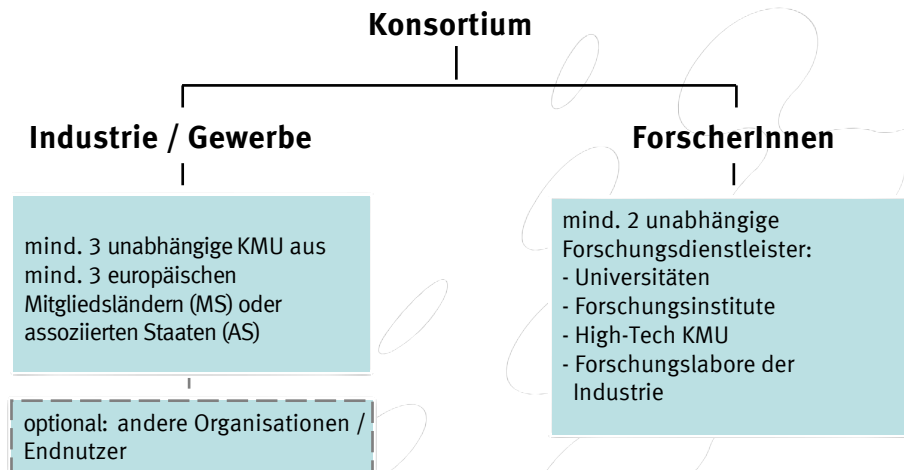 Konsortium
Industrie / Gewerbe
mind. 3 unabhängige KMU aus
mind. 3 europäischen
Mitgliedsländern (MS) oder
assoziierten Staaten (AS)
optional: andere Organisationen /
Endnutzer
ForscherInnen
mind. 2 unabhängige
Forschungsdienstleister:
- Universitäten
- Forschungsinstitute
- High-Tech KMU
- Forschungslabore der
Industrie